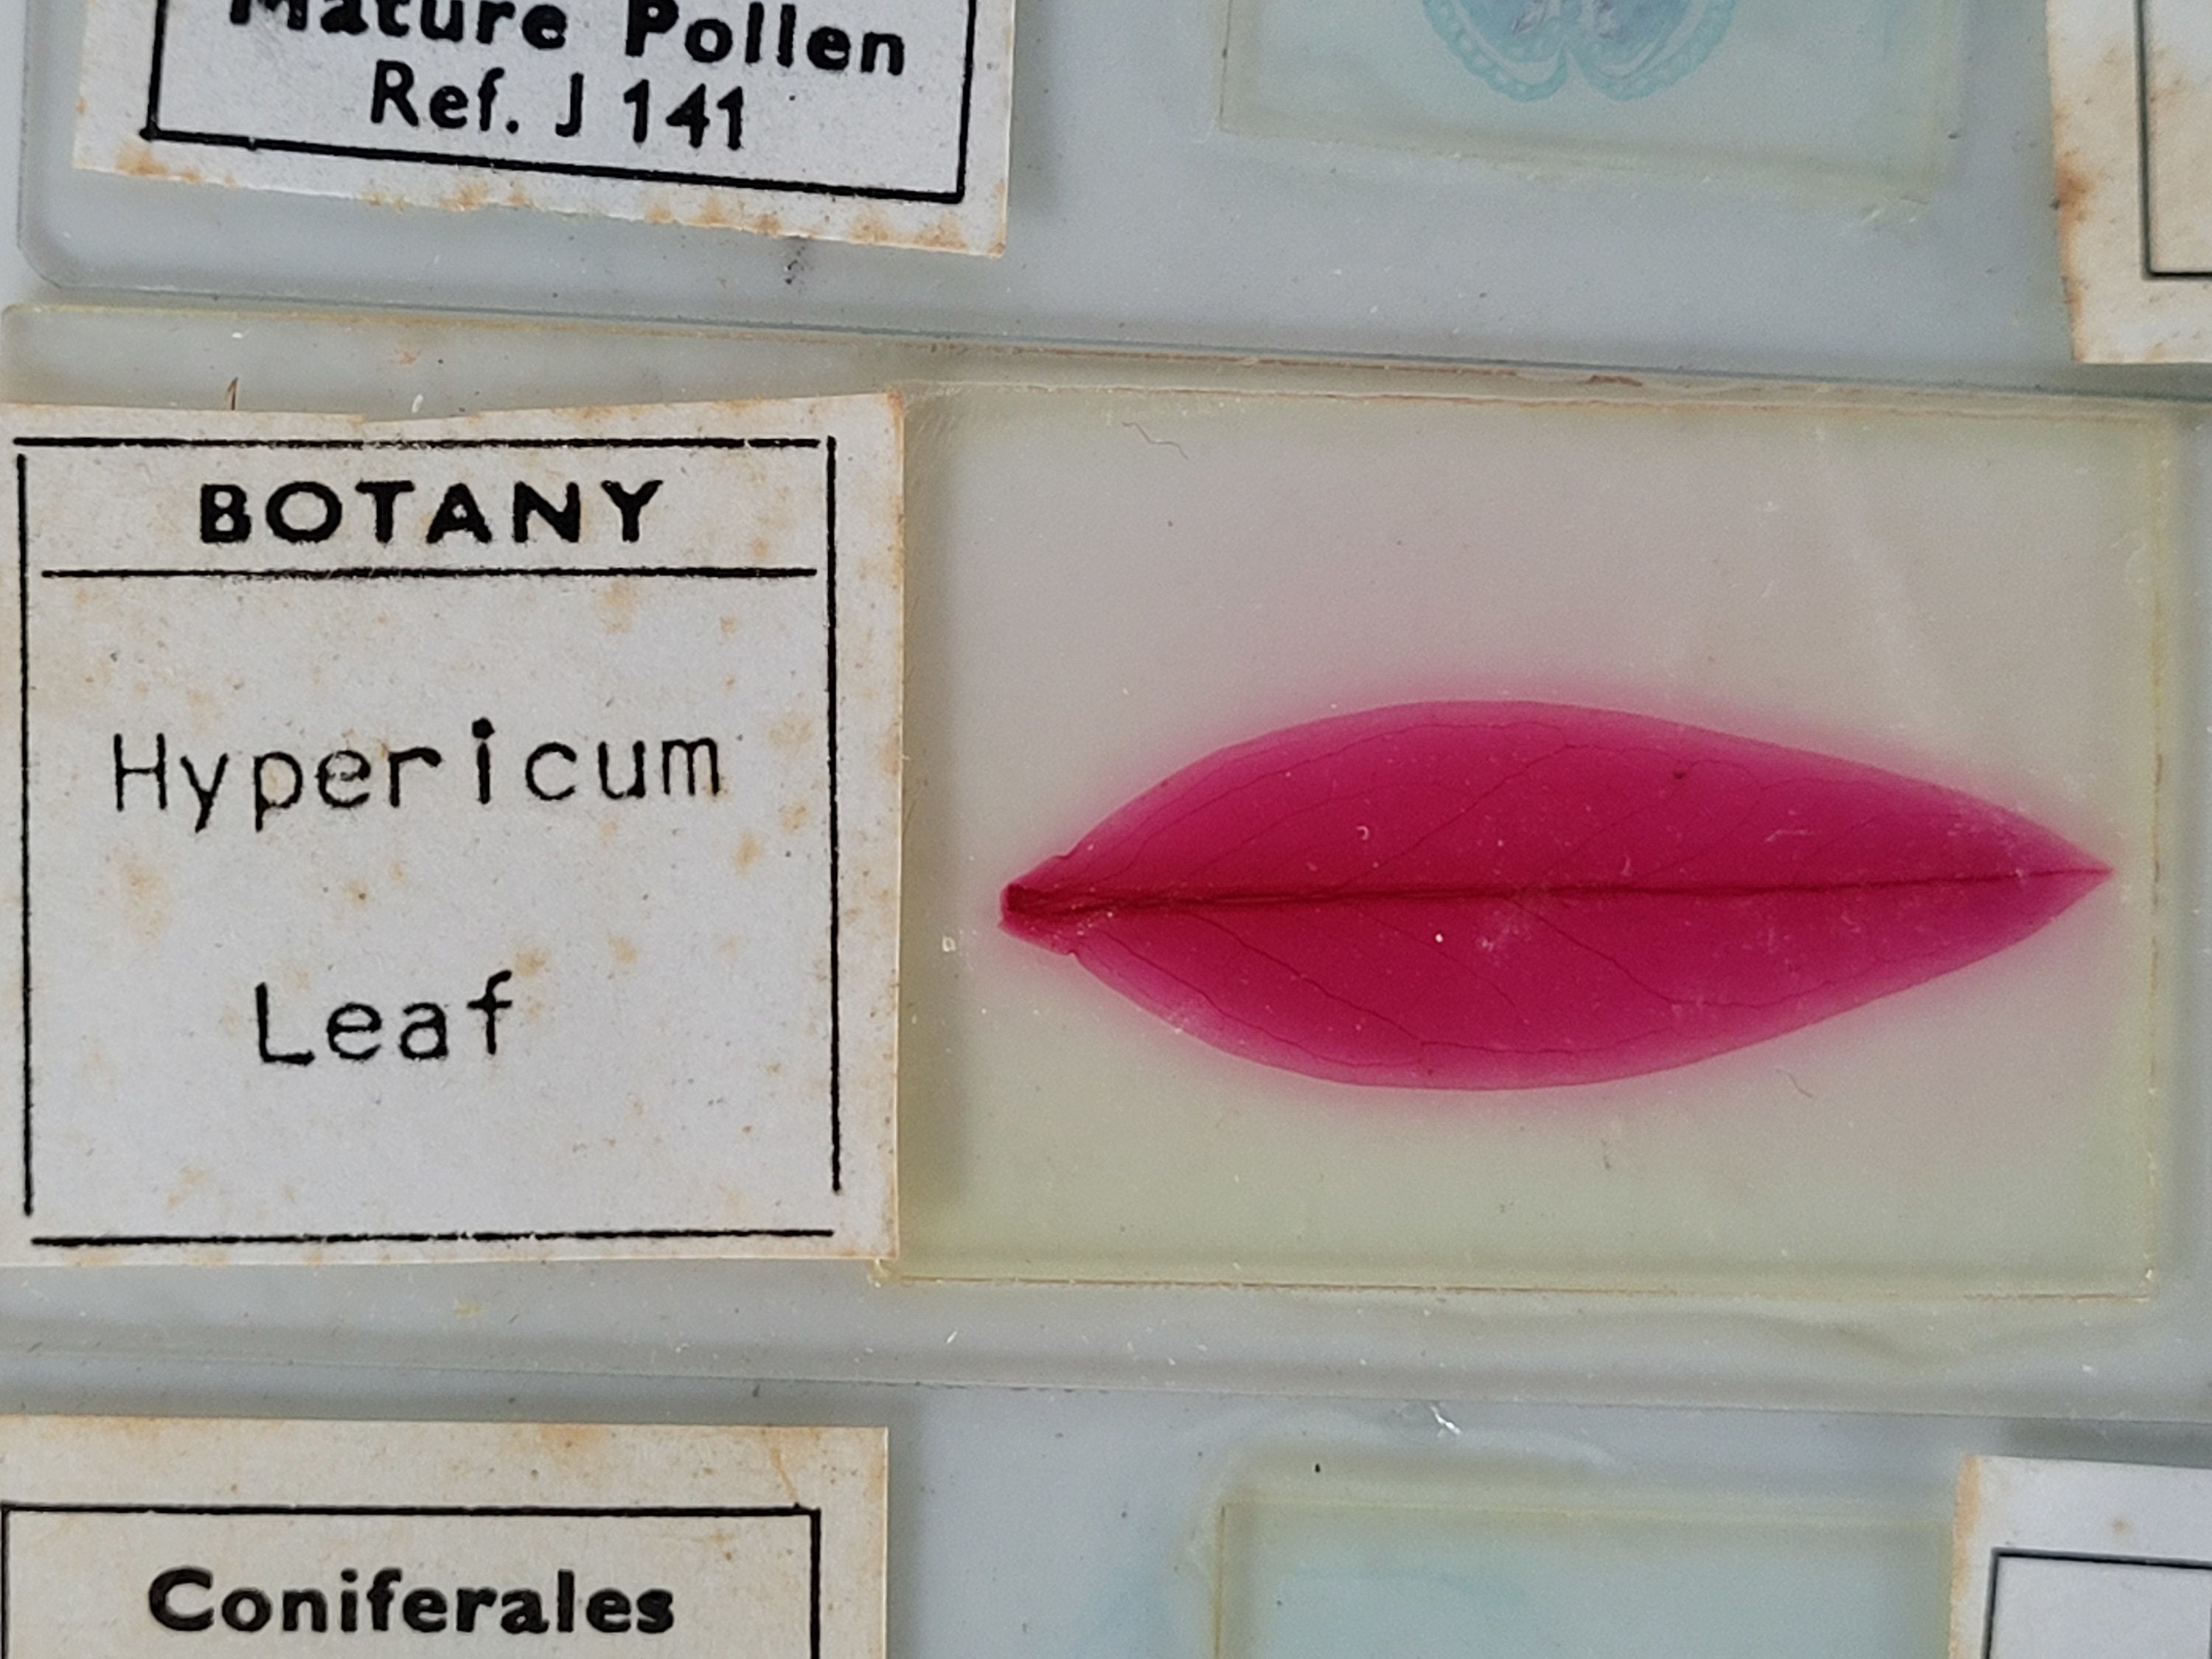 Mature Pollen
Ref. J 141
BOTANY
Hypericum
Leaf
Coniferales